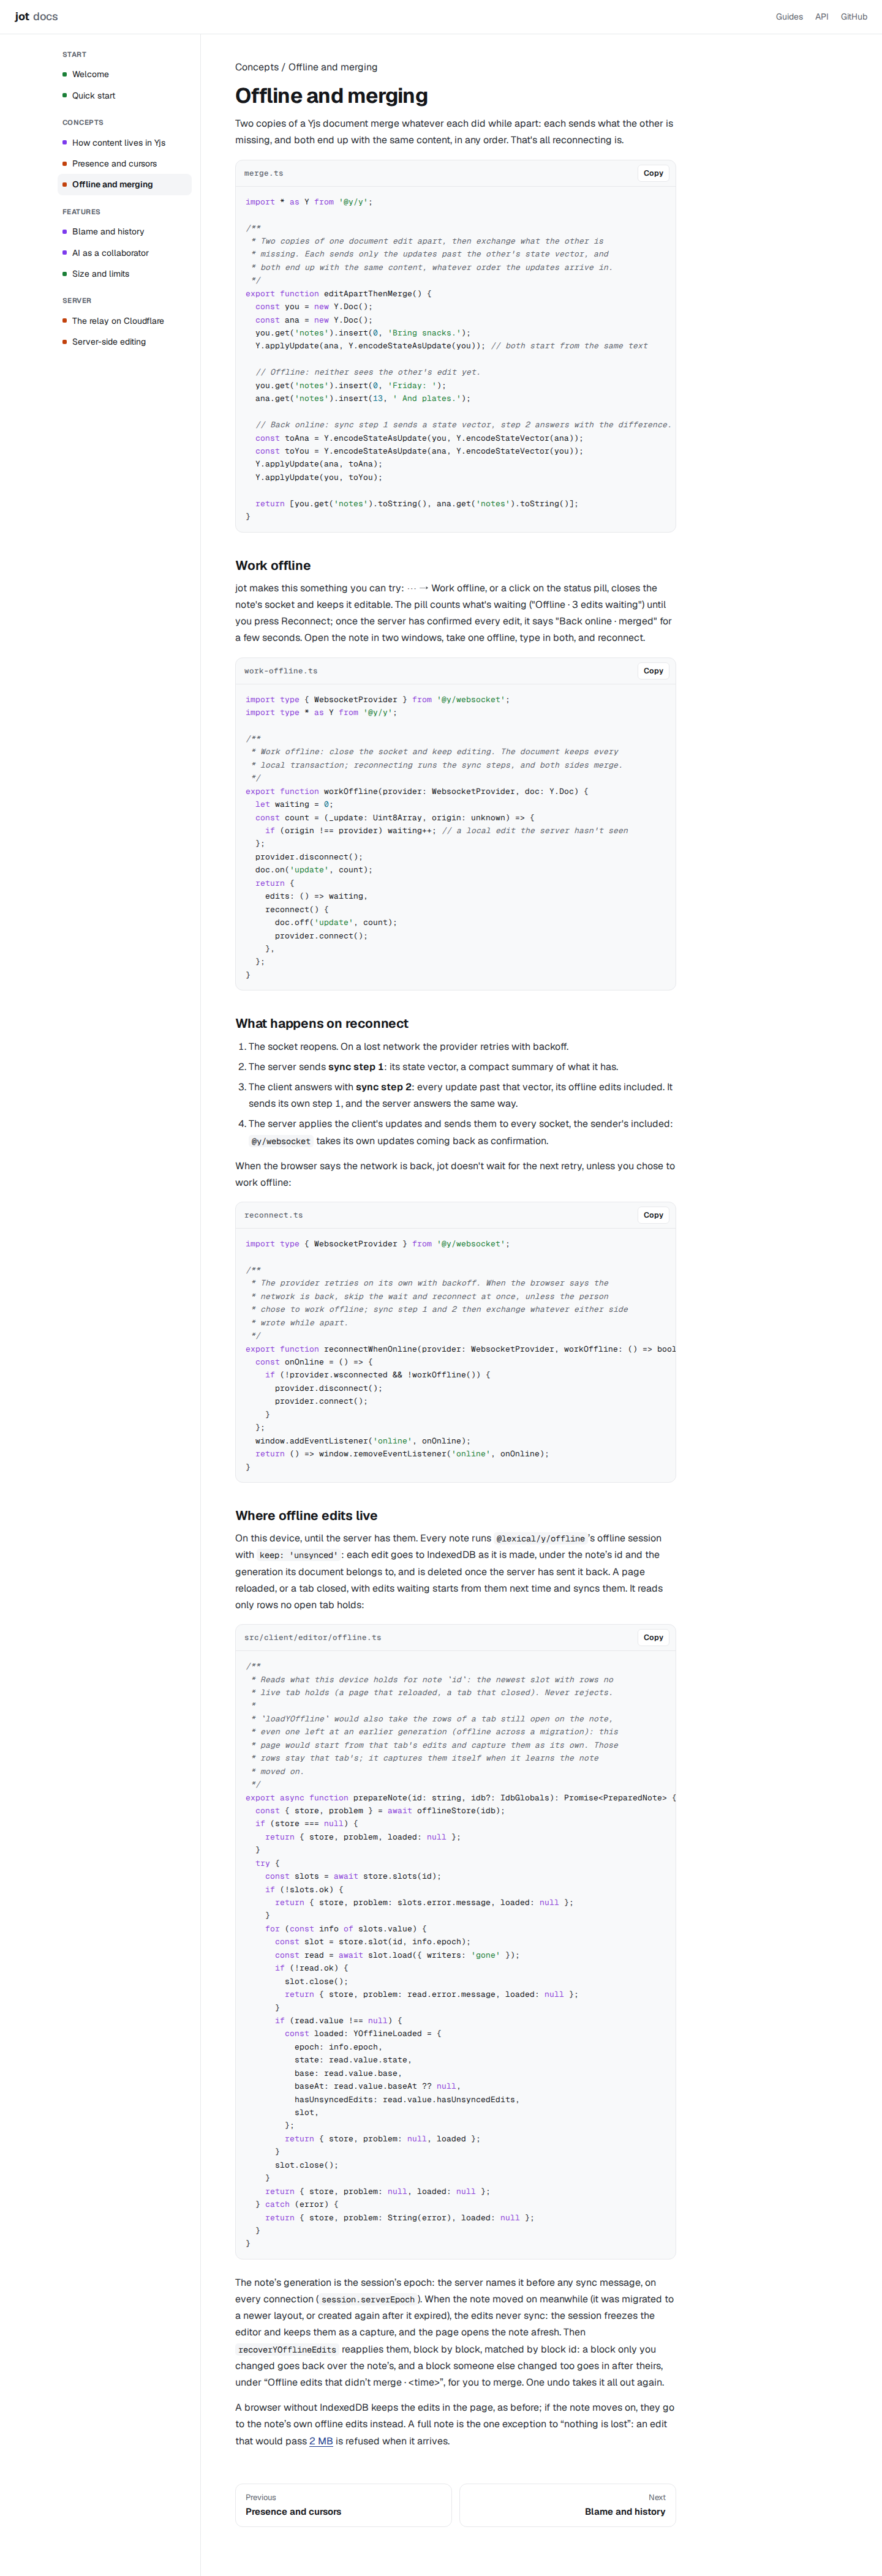 jot docs
Guides API GitHub
START
Welcome
Quick start
CONCEPTS
How content lives in Yjs
Presence and cursors
Offline and merging
FEATURES
Blame and history
AI as a collaborator
Size and limits
SERVER
The relay on Cloudflare
Server-side editing
Concepts / Offline and merging
Offline and merging
Two copies of a Yjs document merge whatever each did while apart: each sends what the other is
missing, and both end up with the same content, in any order. That's all reconnecting is.
merge.ts
Copy
import * as Y from '@y/y';
/**
 * Two copies of one document edit apart, then exchange what the other is
 * missing. Each sends only the updates past the other's state vector, and
 * both end up with the same content, whatever order the updates arrive in.
 */
export function editApartThenMerge() {
  const you = new Y.Doc();
  const ana = new Y.Doc();
  you.get('notes').insert(0, 'Bring snacks.');
  Y.applyUpdate(ana, Y.encodeStateAsUpdate(you)); // both start from the same text
  // Offline: neither sees the other's edit yet.
  you.get('notes').insert(0, 'Friday: ');
  ana.get('notes').insert(13, ' And plates.');
  // Back online: sync step 1 sends a state vector, step 2 answers with the difference.
  const toAna = Y.encodeStateAsUpdate(you, Y.encodeStateVector(ana));
  const toYou = Y.encodeStateAsUpdate(ana, Y.encodeStateVector(you));
  Y.applyUpdate(ana, toAna);
  Y.applyUpdate(you, toYou);
  return [you.get('notes').toString(), ana.get('notes').toString()];
}
Work offline
jot makes this something you can try: ··· → Work offline, or a click on the status pill, closes the
note's socket and keeps it editable. The pill counts what's waiting ("Offline · 3 edits waiting") until
you press Reconnect; once the server has confirmed every edit, it says "Back online · merged" for
a few seconds. Open the note in two windows, take one offline, type in both, and reconnect.
work-offline.ts
Copy
import type { WebsocketProvider } from '@y/websocket';
import type * as Y from '@y/y';
/**
 * Work offline: close the socket and keep editing. The document keeps every
 * local transaction; reconnecting runs the sync steps, and both sides merge.
 */
export function workOffline(provider: WebsocketProvider, doc: Y.Doc) {
  let waiting = 0;
  const count = (_update: Uint8Array, origin: unknown) => {
    if (origin !== provider) waiting++; // a local edit the server hasn't seen
  };
  provider.disconnect();
  doc.on('update', count);
  return {
    edits: () => waiting,
    reconnect() {
      doc.off('update', count);
      provider.connect();
    },
  };
}
What happens on reconnect
1. The socket reopens. On a lost network the provider retries with backoff.
2. The server sends sync step 1: its state vector, a compact summary of what it has.
3. The client answers with sync step 2: every update past that vector, its offline edits included. It
sends its own step 1, and the server answers the same way.
4. The server applies the client's updates and sends them to every socket, the sender's included:
@y/websocket takes its own updates coming back as confirmation.
When the browser says the network is back, jot doesn't wait for the next retry, unless you chose to
work offline:
reconnect.ts
Copy
import type { WebsocketProvider } from '@y/websocket';
/**
 * The provider retries on its own with backoff. When the browser says the
 * network is back, skip the wait and reconnect at once, unless the person
 * chose to work offline; sync step 1 and 2 then exchange whatever either side
 * wrote while apart.
 */
export function reconnectWhenOnline(provider: WebsocketProvider, workOffline: () => bool
  const onOnline = () => {
    if (!provider.wsconnected && !workOffline()) {
      provider.disconnect();
      provider.connect();
    }
  };
  window.addEventListener('online', onOnline);
  return () => window.removeEventListener('online', onOnline);
}
Where offline edits live
On this device, until the server has them. Every note runs @lexical/y/offline's offline session
with keep: 'unsynced': each edit goes to IndexedDB as it is made, under the note's id and the
generation its document belongs to, and is deleted once the server has sent it back. A page
reloaded, or a tab closed, with edits waiting starts from them next time and syncs them. It reads
only rows no open tab holds:
src/client/editor/offline.ts
Copy
/**
 * Reads what this device holds for note `id`: the newest slot with rows no
 * live tab holds (a page that reloaded, a tab that closed). Never rejects.
 *
 * `loadYOffline` would also take the rows of a tab still open on the note,
 * even one left at an earlier generation (offline across a migration): this
 * page would start from that tab's edits and capture them as its own. Those
 * rows stay that tab's; it captures them itself when it learns the note
 * moved on.
 */
export async function prepareNote(id: string, idb?: IdbGlobals): Promise<PreparedNote> {
  const { store, problem } = await offlineStore(idb);
  if (store === null) {
    return { store, problem, loaded: null };
  }
  try {
    const slots = await store.slots(id);
    if (!slots.ok) {
      return { store, problem: slots.error.message, loaded: null };
    }
    for (const info of slots.value) {
      const slot = store.slot(id, info.epoch);
      const read = await slot.load({ writers: 'gone' });
      if (!read.ok) {
        slot.close();
        return { store, problem: read.error.message, loaded: null };
      }
      if (read.value !== null) {
        const loaded: YOfflineLoaded = {
          epoch: info.epoch,
          state: read.value.state,
          base: read.value.base,
          baseAt: read.value.baseAt ?? null,
          hasUnsyncedEdits: read.value.hasUnsyncedEdits,
          slot,
        };
        return { store, problem: null, loaded };
      }
      slot.close();
    }
    return { store, problem: null, loaded: null };
  } catch (error) {
    return { store, problem: String(error), loaded: null };
  }
}
The note's generation is the session's epoch: the server names it before any sync message, on
every connection (session.serverEpoch). When the note moved on meanwhile (it was migrated to
a newer layout, or created again after it expired), the edits never sync: the session freezes the
editor and keeps them as a capture, and the page opens the note afresh. Then
recoverYOfflineEdits reapplies them, block by block, matched by block id: a block only you
changed goes back over the note's, and a block someone else changed too goes in after theirs,
under “Offline edits that didn't merge · <time>”, for you to merge. One undo takes it all out again.
A browser without IndexedDB keeps the edits in the page, as before; if the note moves on, they go
to the note's own offline edits instead. A full note is the one exception to “nothing is lost”: an edit
that would pass 2 MB is refused when it arrives.
Previous
Presence and cursors
Next
Blame and history